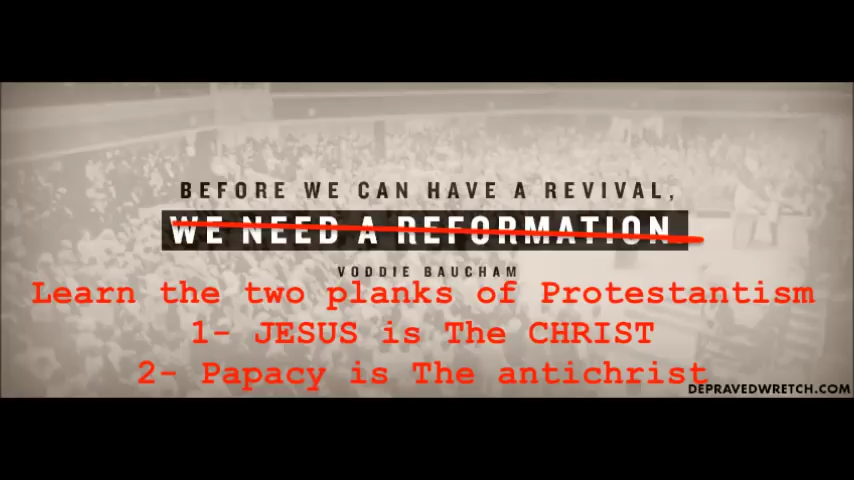 BEFORE WE CAN HAVE A REVIVAL,
WE NEED A REFORMATION.
VODDIE BAUCHAM
Learn the two planks of Protestantism
1- JESUS is The CHRIST
2- Papacy is The antichrist
DEPRAVEDWRETCH.COM